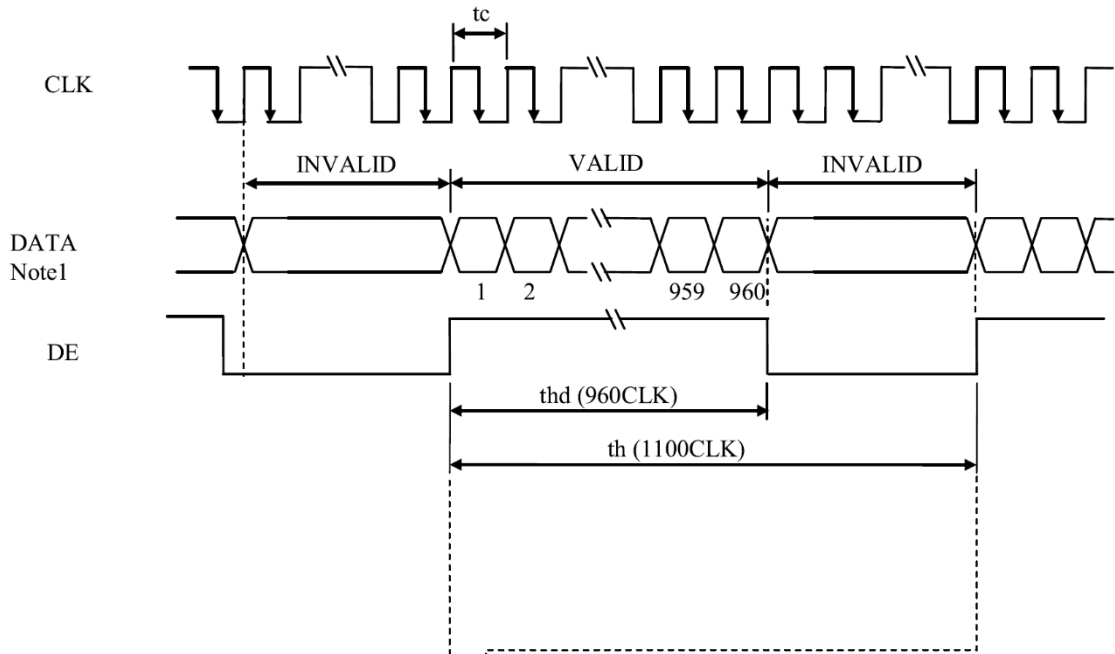 tc
CLK
INVALID VALID INVALID
DATA
Note1
1 2 959 960
DE
thd (960CLK)
th (1100CLK)